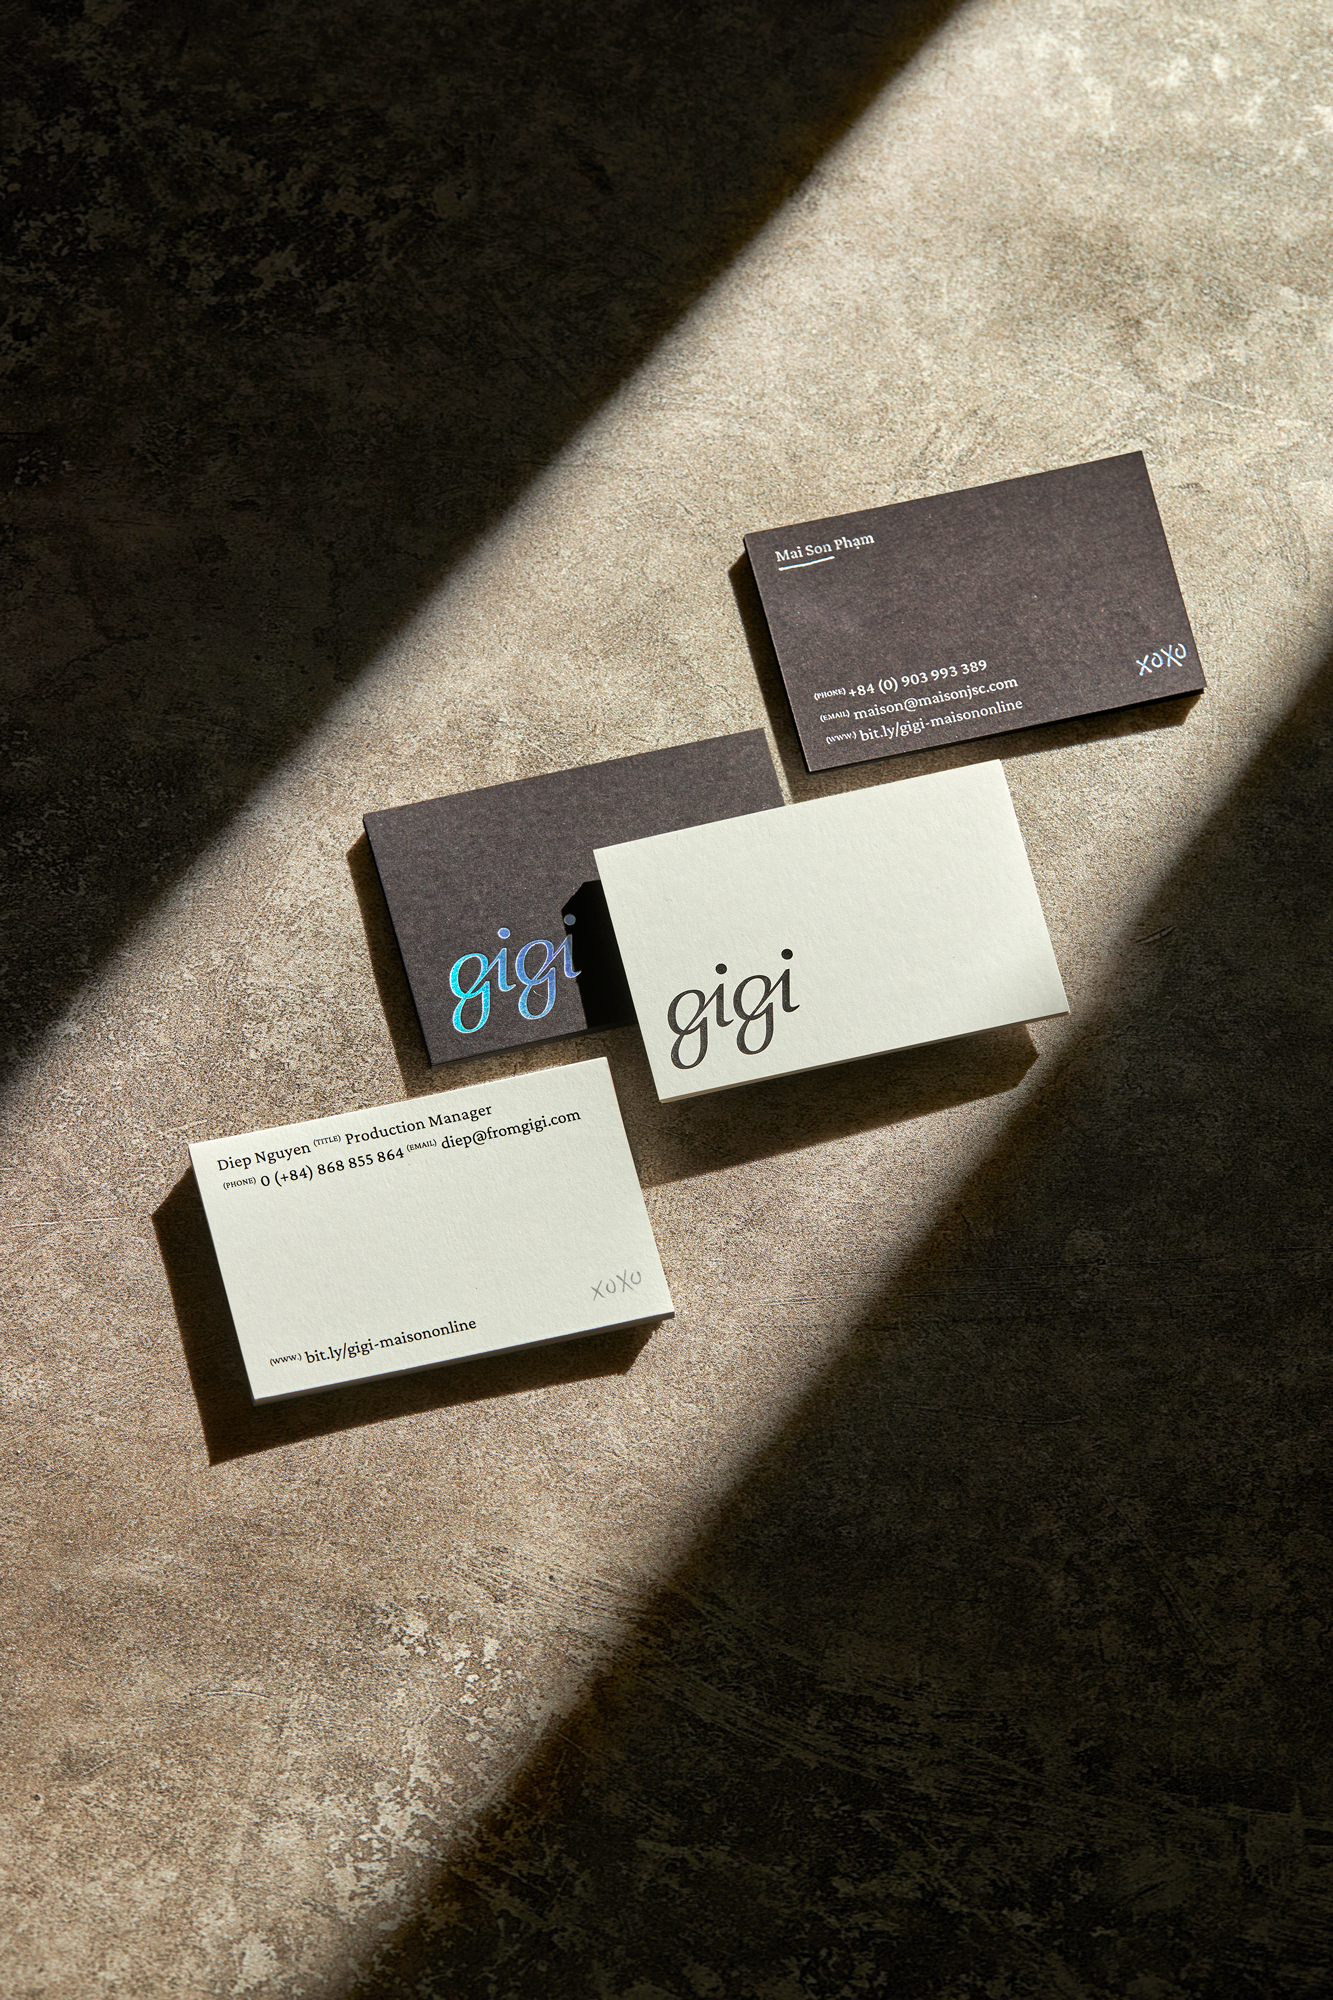 Mai Son Phạm
(PHONE) +84 (0) 903 993 389
(EMAIL) maison@maisonjsc.com
(WWW.) bit.ly/gigi-maisononline
xoxo
gigi
gigi
Diep Nguyen (TITLE) Production Manager
(PHONE) 0 (+84) 868 855 864 (EMAIL) diep@fromgigi.com
xoxo
(WWW.) bit.ly/gigi-maisononline